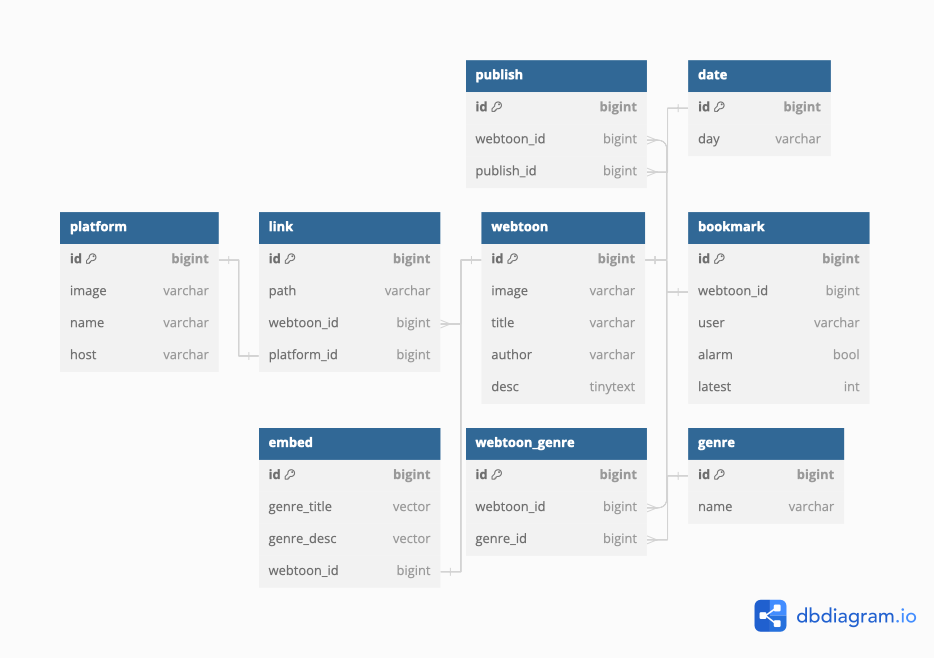 publish
id bigint
webtoon_id bigint
publish_id bigint
date
id bigint
day varchar
platform
id bigint
image varchar
name varchar
host varchar
link
id bigint
path varchar
webtoon_id bigint
platform_id bigint
webtoon
id bigint
image varchar
title varchar
author varchar
desc tinytext
bookmark
id bigint
webtoon_id bigint
user varchar
alarm bool
latest int
embed
id bigint
genre_title vector
genre_desc vector
webtoon_id bigint
webtoon_genre
id bigint
webtoon_id bigint
genre_id bigint
genre
id bigint
name varchar
dbdiagram.io